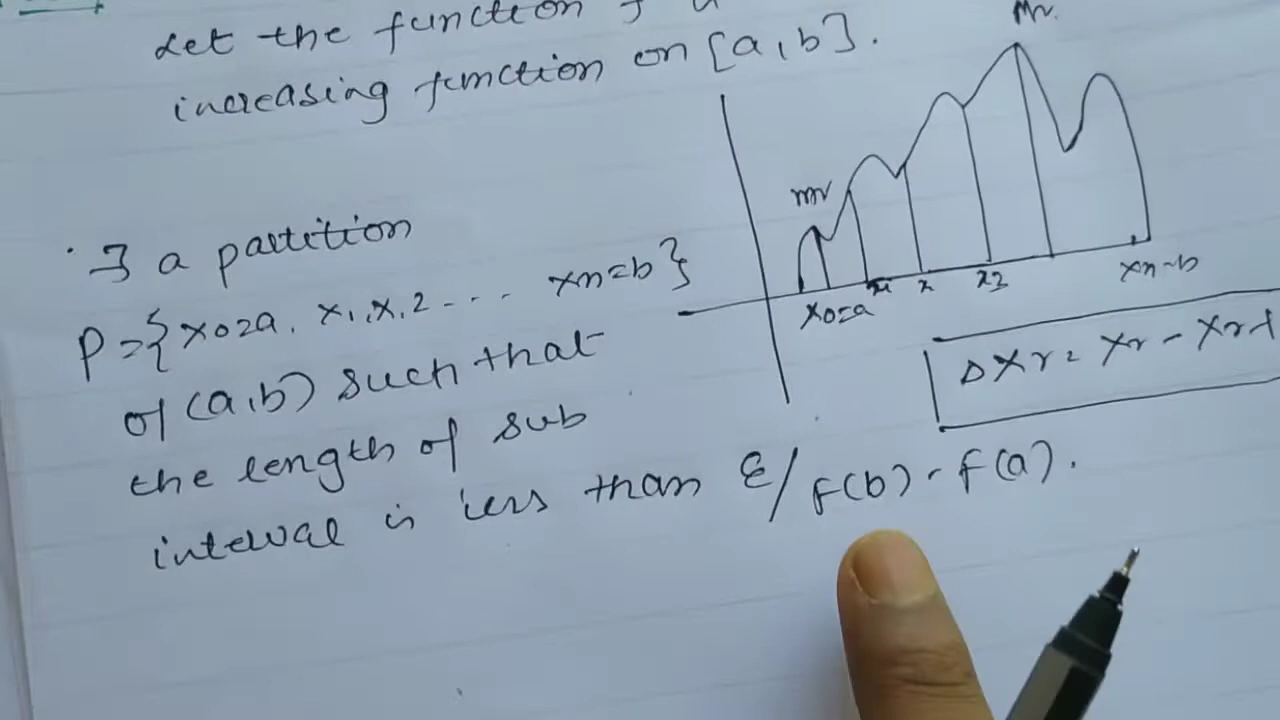 Let the function f
increasing function on [a,b].
Mr
mr
∃ a partition
P={x0=a, x1,x,2--- xn=b}
of (a,b) such that
the length of sub
interval is less than ε/f(b)-f(a).
x0=a x x x2 xn=b
Δxr= xr-xr-1